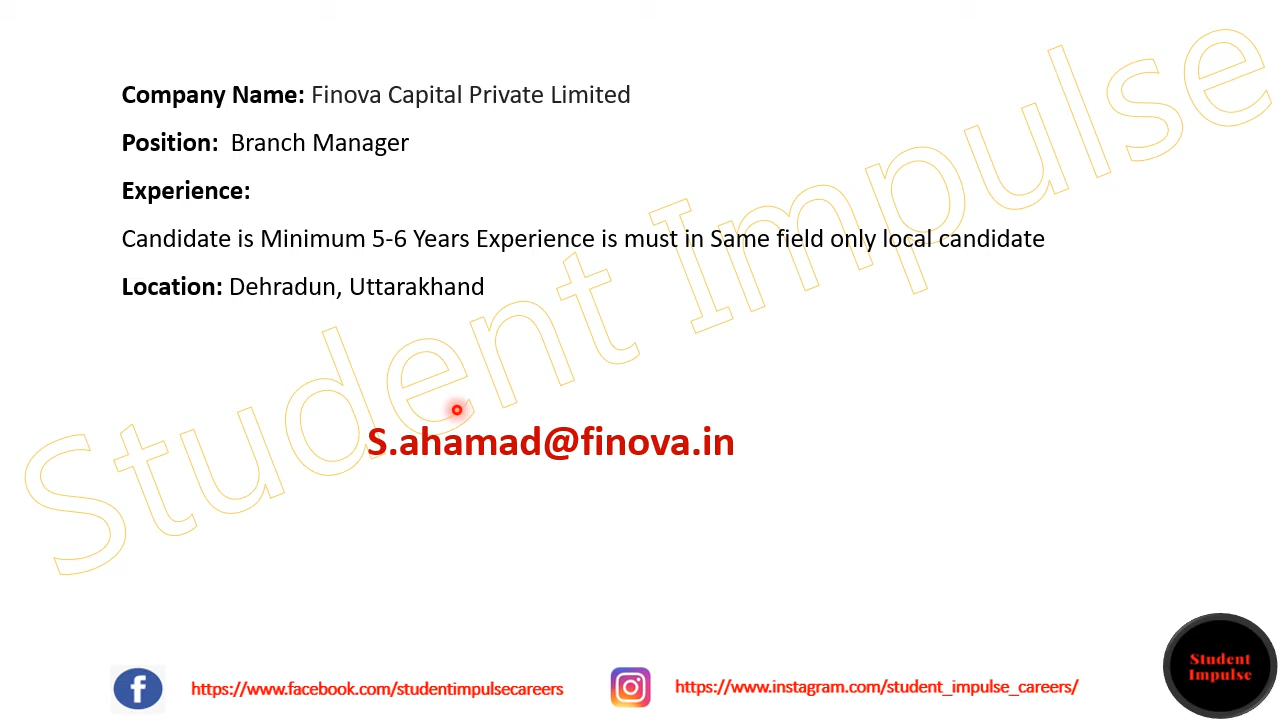 Company Name: Finova Capital Private Limited
Position: Branch Manager
Experience:
Candidate is Minimum 5-6 Years Experience is must in Same field only local candidate
Location: Dehradun, Uttarakhand
Student Impulse
S.ahamad@finova.in
https://www.facebook.com/studentimpulsecareers
https://www.instagram.com/student_impulse_careers/
Student
Impulse